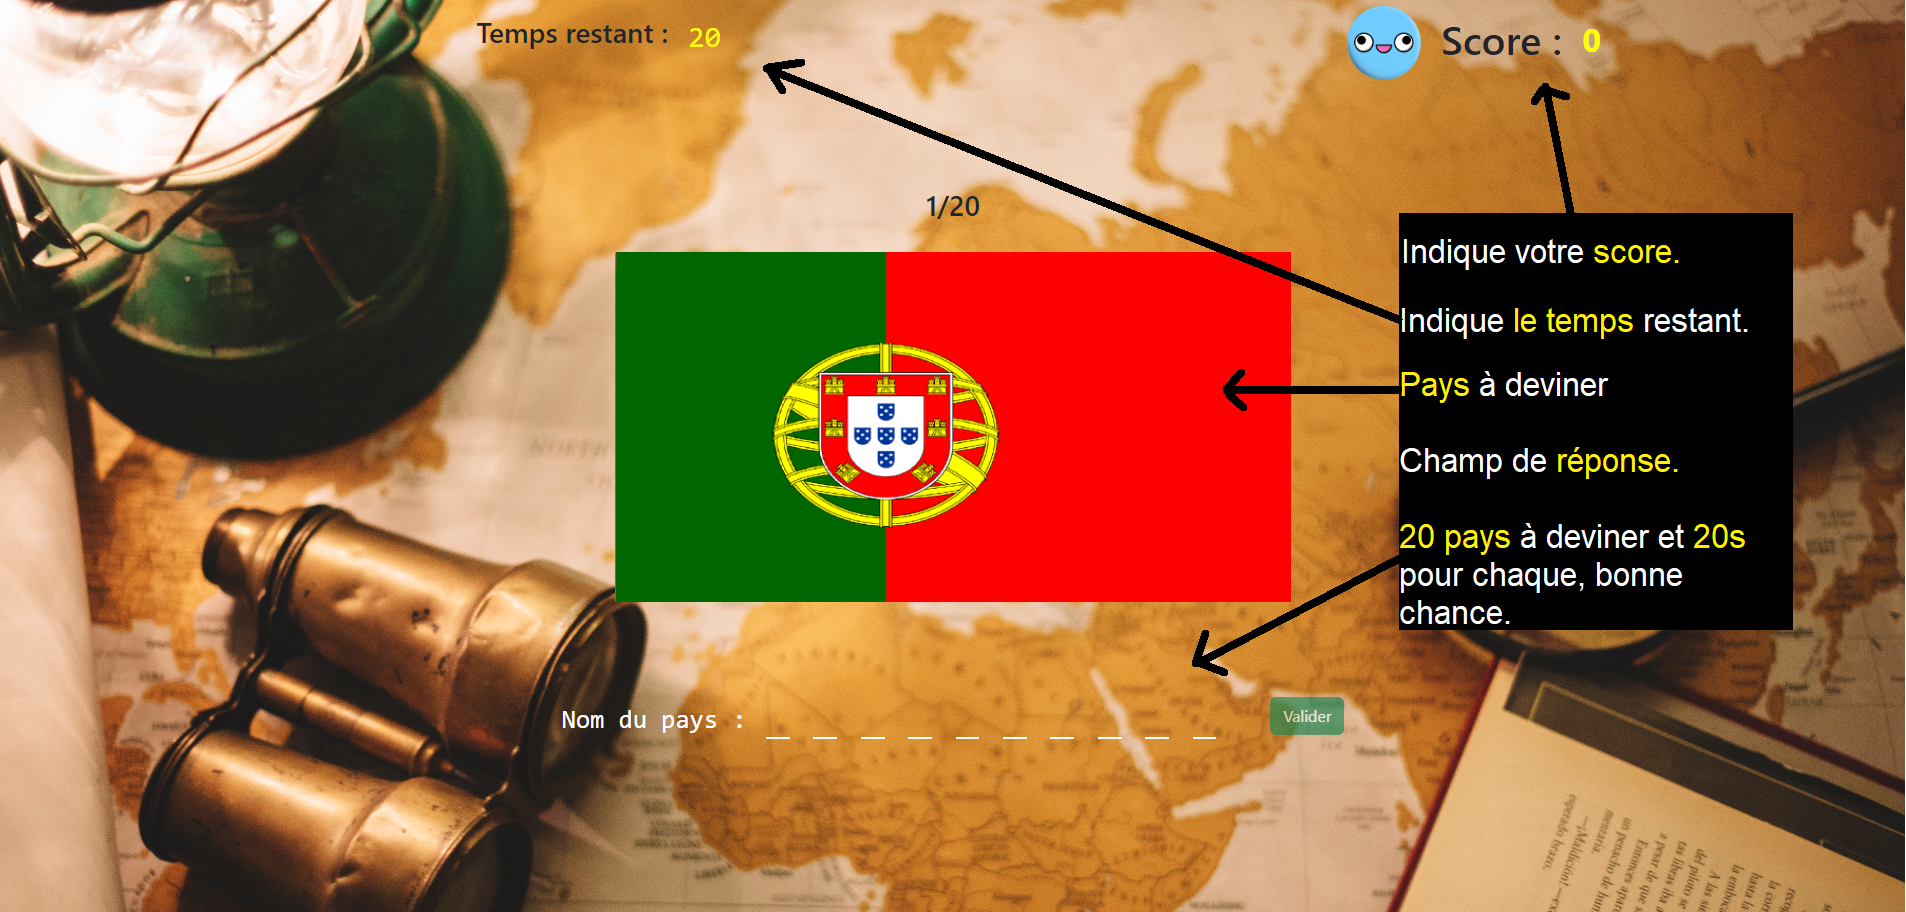 Temps restant : 20
Score : 0
1/20
Indique votre score.
Indique le temps restant.
Pays à deviner
Champ de réponse.
20 pays à deviner et 20s
pour chaque, bonne
chance.
Nom du pays : _ _ _ _ _ _ _ _ _ _
Valider